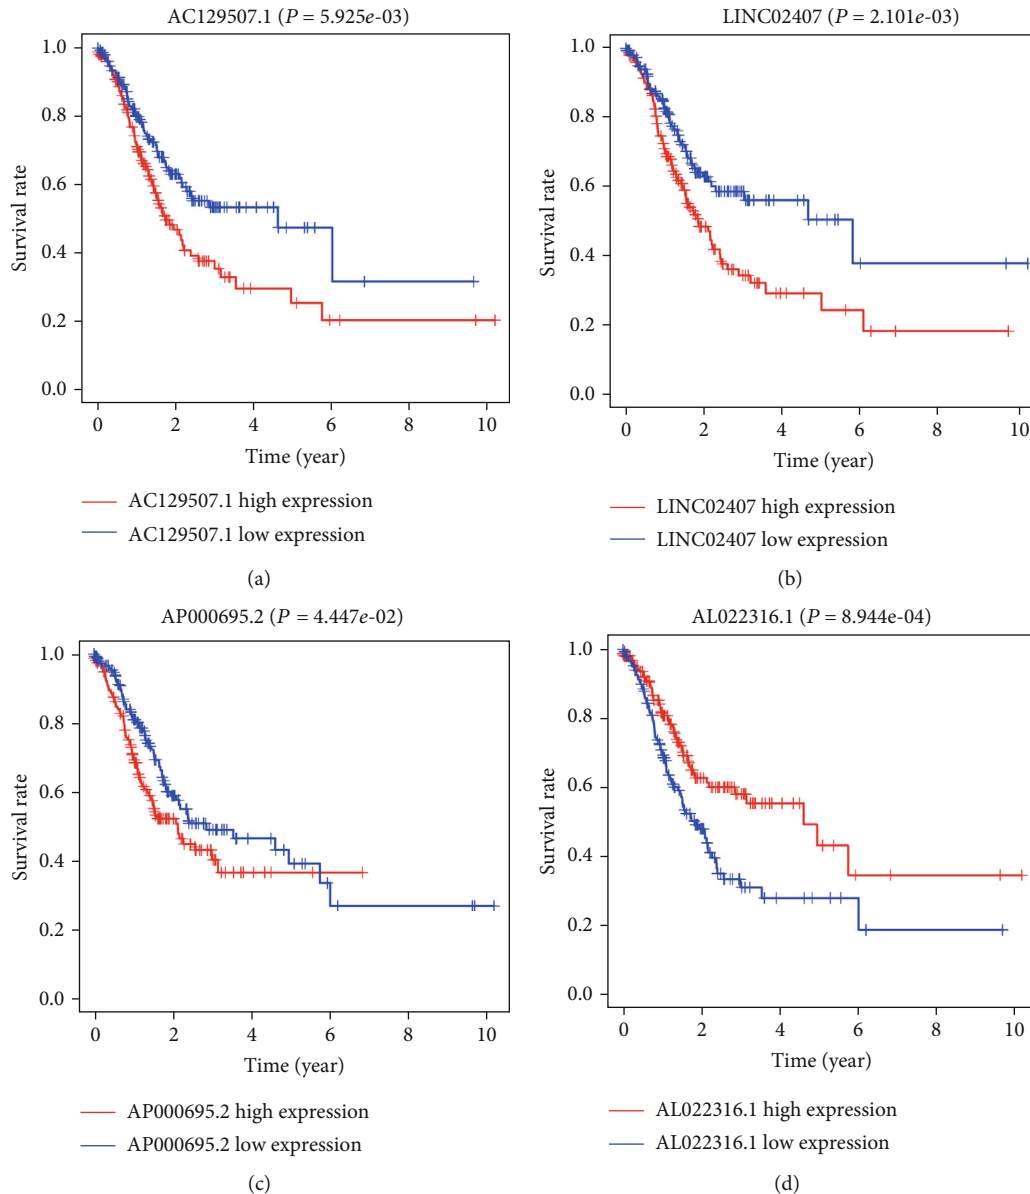 AC129507.1 (P = 5.925e-03)
1.0
0.8
0.6
0.4
0.2
0.0
Survival rate
0 2 4 6 8 10
Time (year)
AC129507.1 high expression
AC129507.1 low expression
(a)
LINC02407 (P = 2.101e-03)
1.0
0.8
0.6
0.4
0.2
0.0
Survival rate
0 2 4 6 8 10
Time (year)
LINC02407 high expression
LINC02407 low expression
(b)
AP000695.2 (P = 4.447e-02)
1.0
0.8
0.6
0.4
0.2
0.0
Survival rate
0 2 4 6 8 10
Time (year)
AP000695.2 high expression
AP000695.2 low expression
(c)
AL022316.1 (P = 8.944e-04)
1.0
0.8
0.6
0.4
0.2
0.0
Survival rate
0 2 4 6 8 10
Time (year)
AL022316.1 high expression
AL022316.1 low expression
(d)